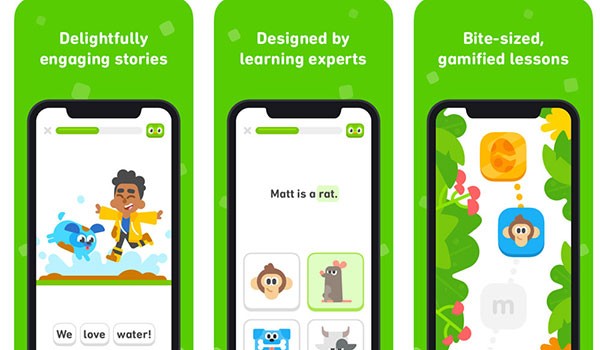 Delightfully
engaging stories
We love water!
Designed by
learning experts
Matt is a rat.
Bite-sized,
gamified lessons
m